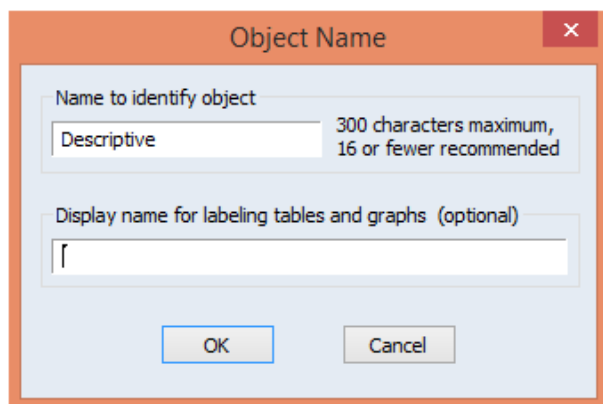 Object Name
Name to identify object
Descriptive
300 characters maximum,
16 or fewer recommended
Display name for labeling tables and graphs (optional)
OK
Cancel